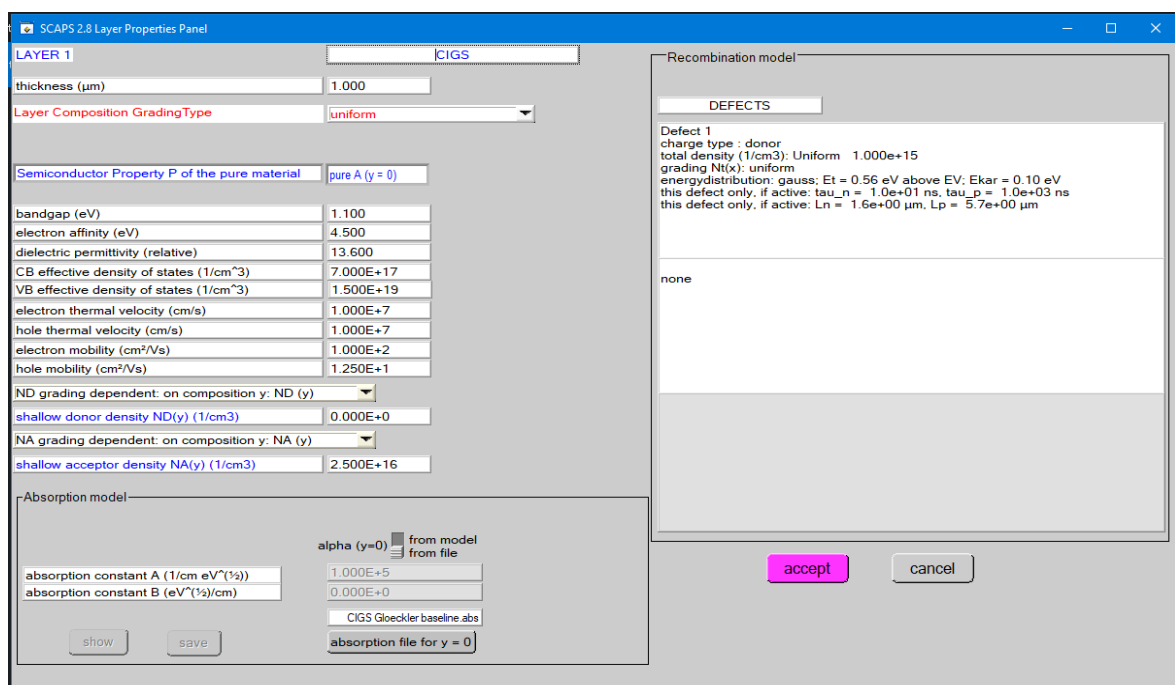 SCAPS 2.8 Layer Properties Panel
LAYER 1 CIGS
thickness (µm) 1.000
Layer Composition GradingType uniform
Semiconductor Property P of the pure material pure A (y = 0)
bandgap (eV) 1.100
electron affinity (eV) 4.500
dielectric permittivity (relative) 13.600
CB effective density of states (1/cm^3) 7.000E+17
VB effective density of states (1/cm^3) 1.500E+19
electron thermal velocity (cm/s) 1.000E+7
hole thermal velocity (cm/s) 1.000E+7
electron mobility (cm²/Vs) 1.000E+2
hole mobility (cm²/Vs) 1.250E+1
ND grading dependent: on composition y: ND (y)
shallow donor density ND(y) (1/cm3) 0.000E+0
NA grading dependent: on composition y: NA (y)
shallow acceptor density NA(y) (1/cm3) 2.500E+16
Absorption model
alpha (y=0) from model
from file
absorption constant A (1/cm eV^(½)) 1.000E+5
absorption constant B (eV^(½)/cm) 0.000E+0
CIGS Gloeckler baseline.abs
show save absorption file for y = 0
Recombination model
DEFECTS
Defect 1
charge type : donor
total density (1/cm3): Uniform 1.000e+15
grading Nt(x): uniform
energydistribution: gauss; Et = 0.56 eV above EV; Ekar = 0.10 eV
this defect only, if active: tau_n = 1.0e+01 ns, tau_p = 1.0e+03 ns
this defect only, if active: Ln = 1.6e+00 µm, Lp = 5.7e+00 µm
none
accept cancel